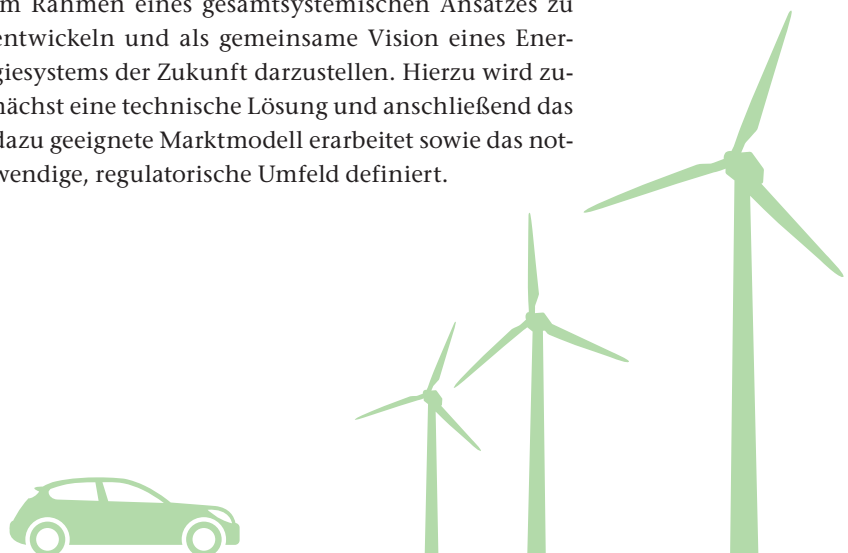 im Rahmen eines gesamtsystemischen Ansatzes zu
entwickeln und als gemeinsame Vision eines Ener-
giesystems der Zukunft darzustellen. Hierzu wird zu-
nächst eine technische Lösung und anschließend das
dazu geeignete Marktmodell erarbeitet sowie das not-
wendige, regulatorische Umfeld definiert.